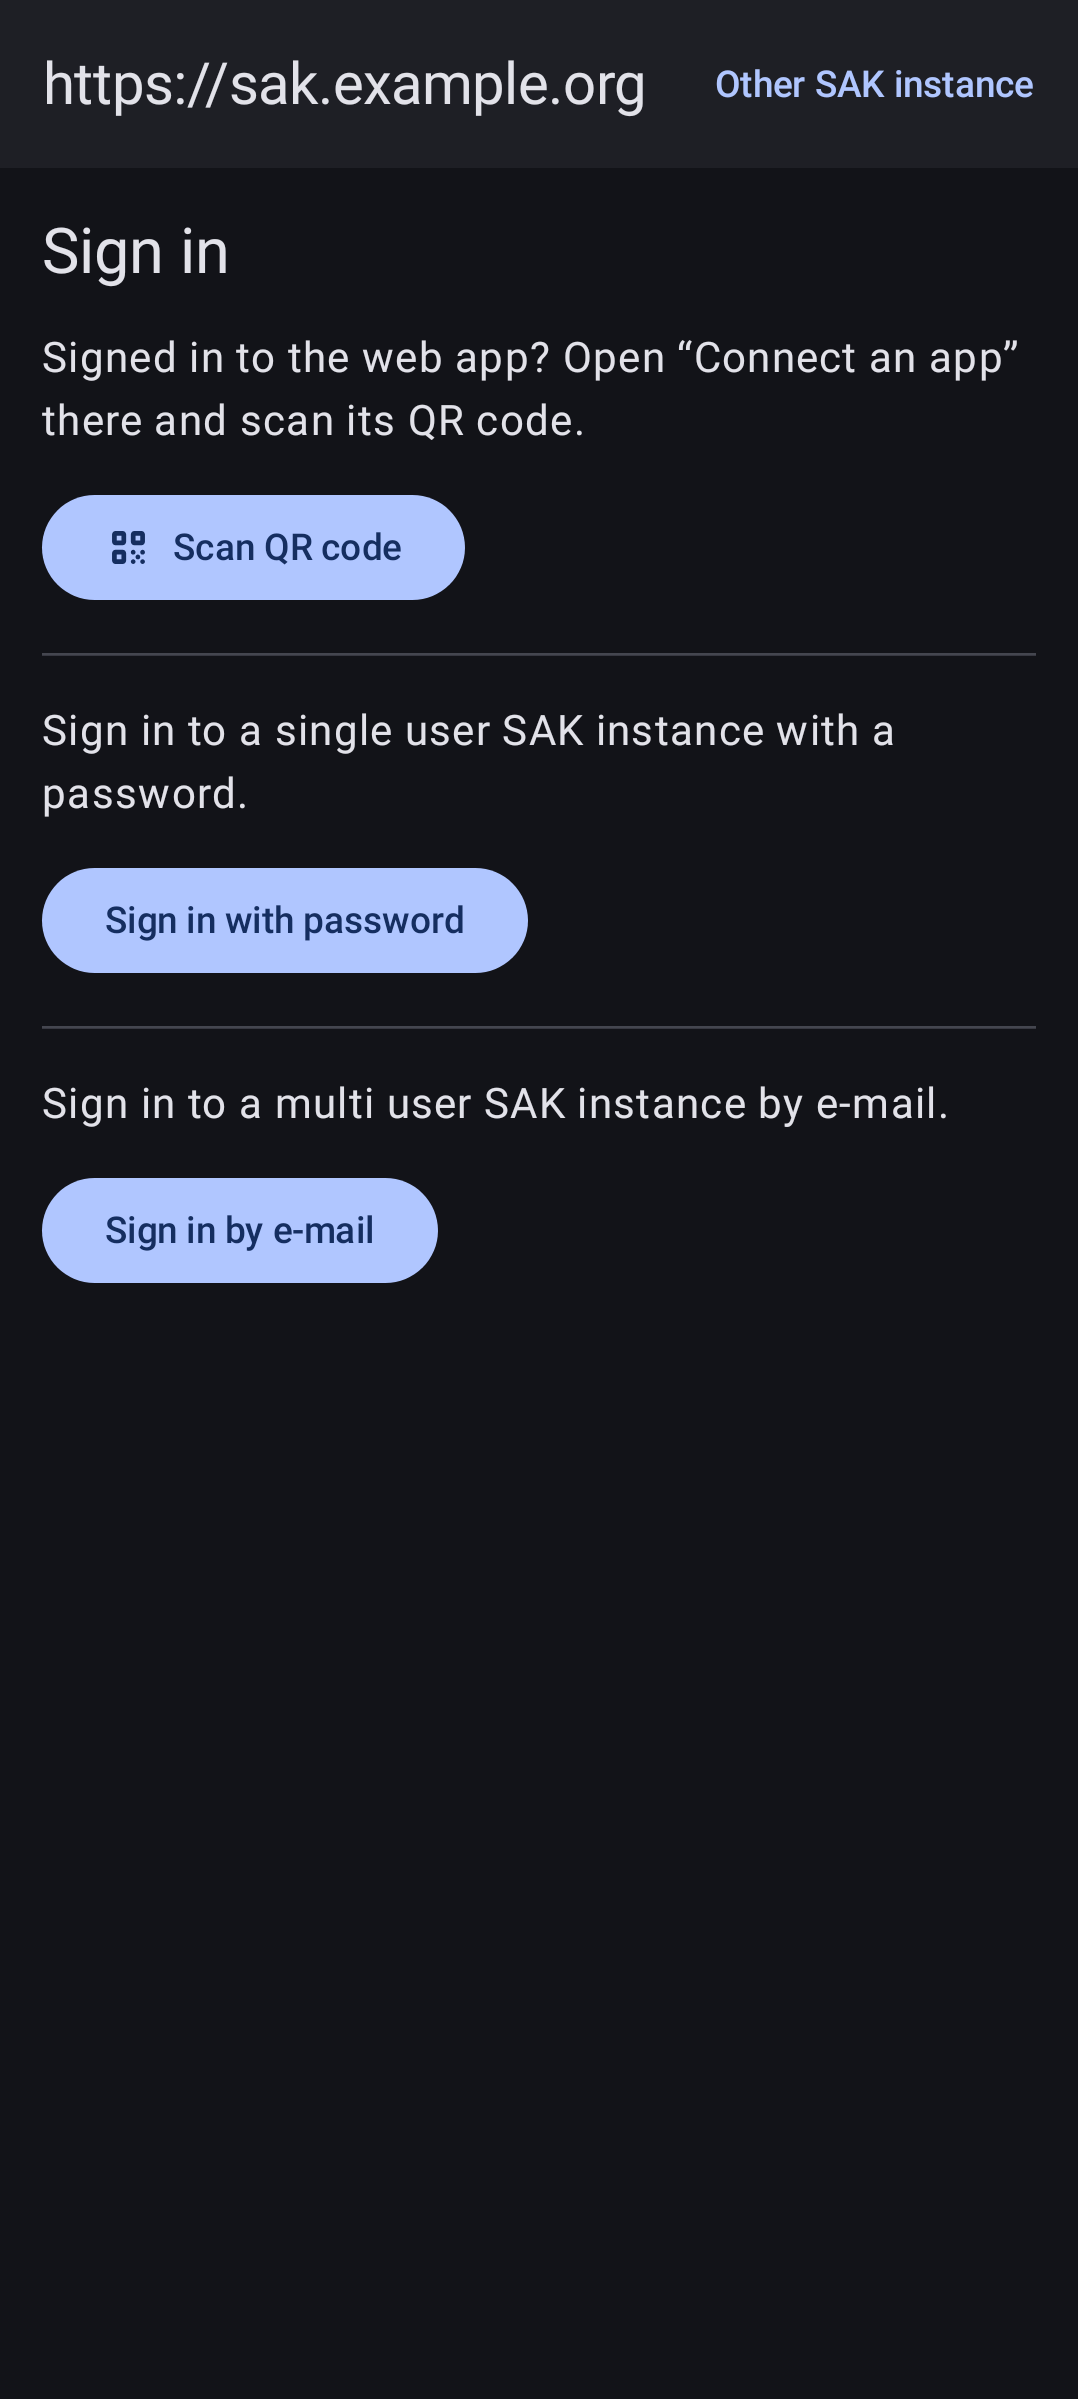 https://sak.example.org
Other SAK instance
Sign in
Signed in to the web app? Open “Connect an app”
there and scan its QR code.
Scan QR code
Sign in to a single user SAK instance with a
password.
Sign in with password
Sign in to a multi user SAK instance by e-mail.
Sign in by e-mail